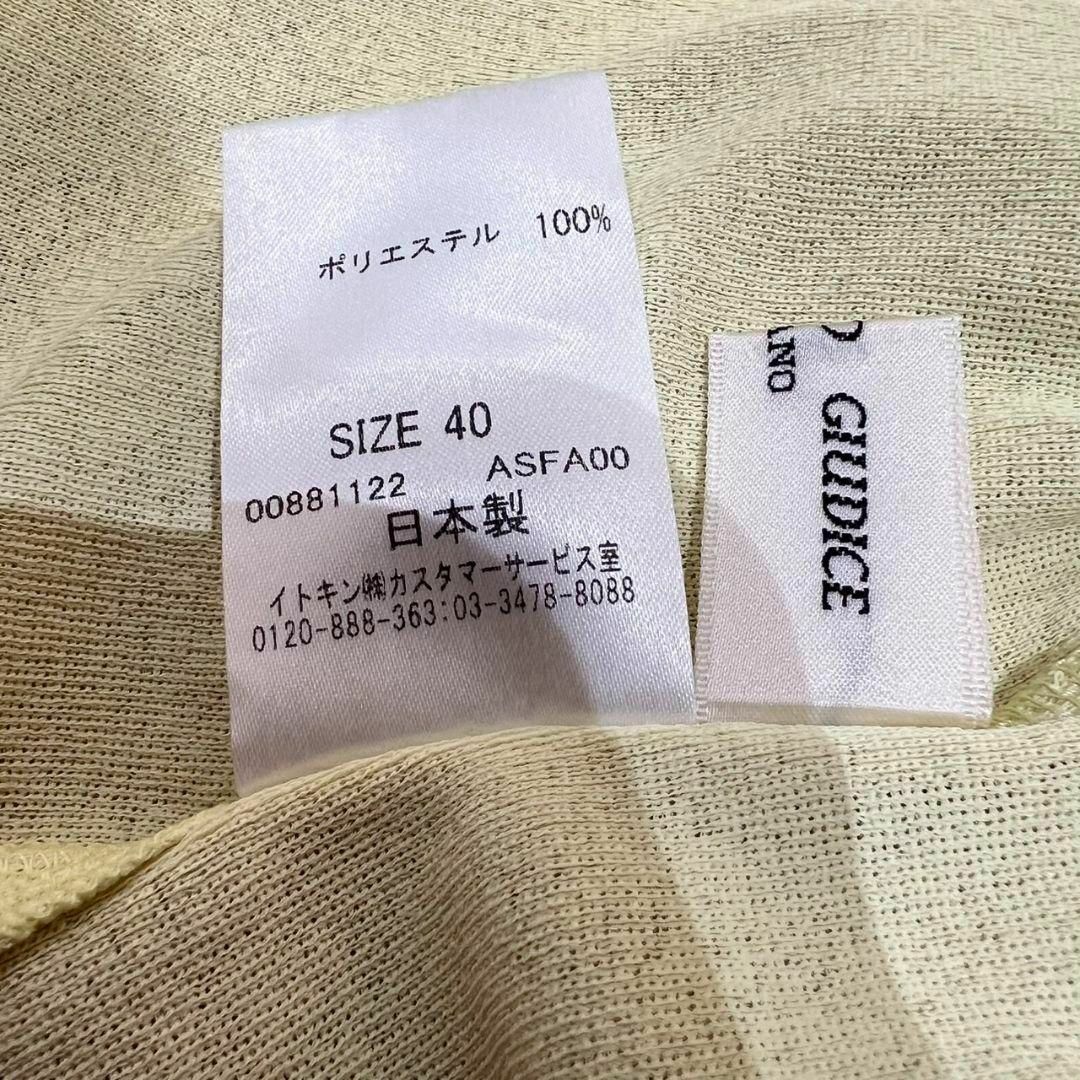 ポリエステル 100%
SIZE 40
00881122 ASFA00
日本製
イトキン㈱カスタマーサービス室
0120-888-363:03-3478-8088
GIUDICE